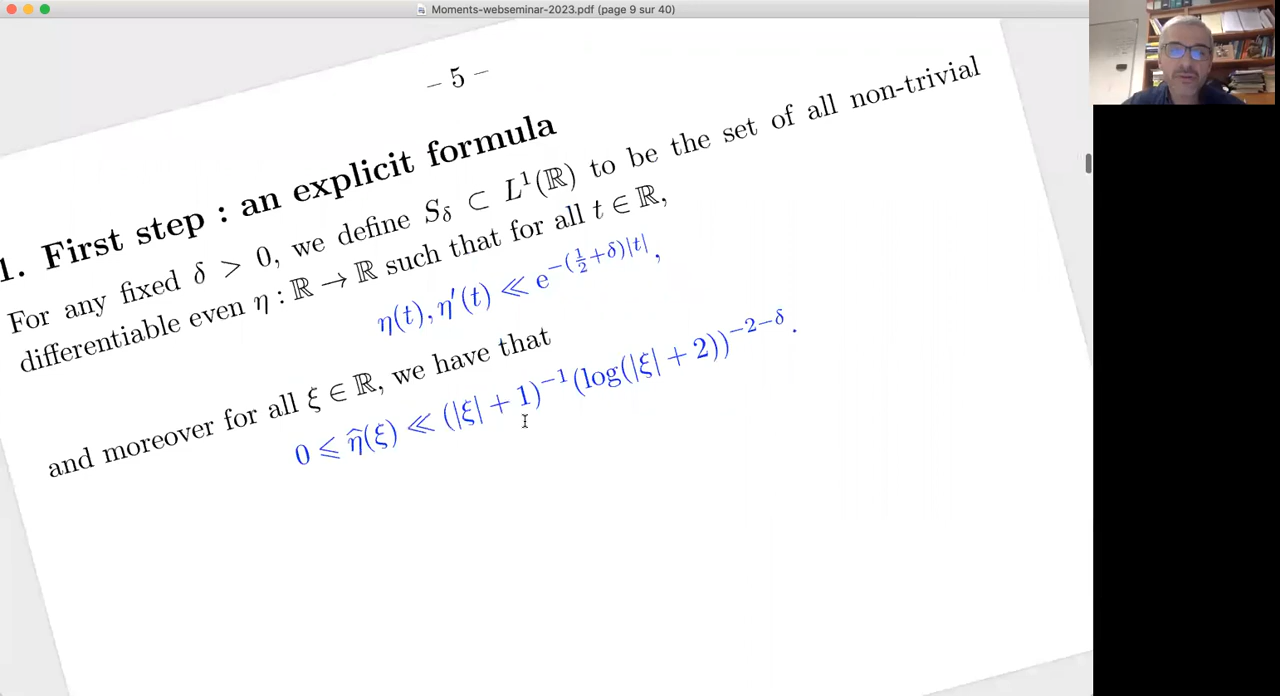 Moments-webseminar-2023.pdf (page 9 sur 40)
– 5 –
1. First step : an explicit formula
For any fixed δ > 0, we define S_δ ⊂ L¹(ℝ) to be the set of all non-trivial
differentiable even η : ℝ → ℝ such that for all t ∈ ℝ,
η(t), η′(t) ≪ e^{−(1/2+δ)|t|},
and moreover for all ξ ∈ ℝ, we have that
0 ⩽ η̂(ξ) ≪ (|ξ| + 1)^{−1}(log(|ξ| + 2))^{−2−δ}.